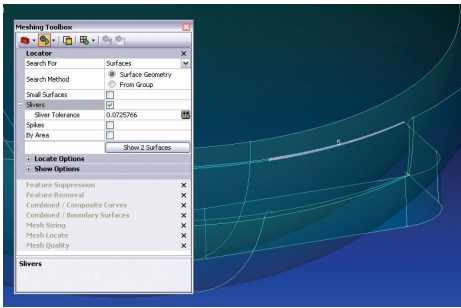 Meshing Toolbox
Locator
Search For Surfaces
Search Method Surface Geometry
From Group
Small Surfaces
Slivers
Sliver Tolerance 0.0725766
Spikes
By Area
Show 2 Surfaces
Locate Options
Show Options
Feature Suppression
Feature Removal
Combined / Composite Curves
Combined / Boundary Surfaces
Mesh Sizing
Mesh Locate
Mesh Quality
Slivers